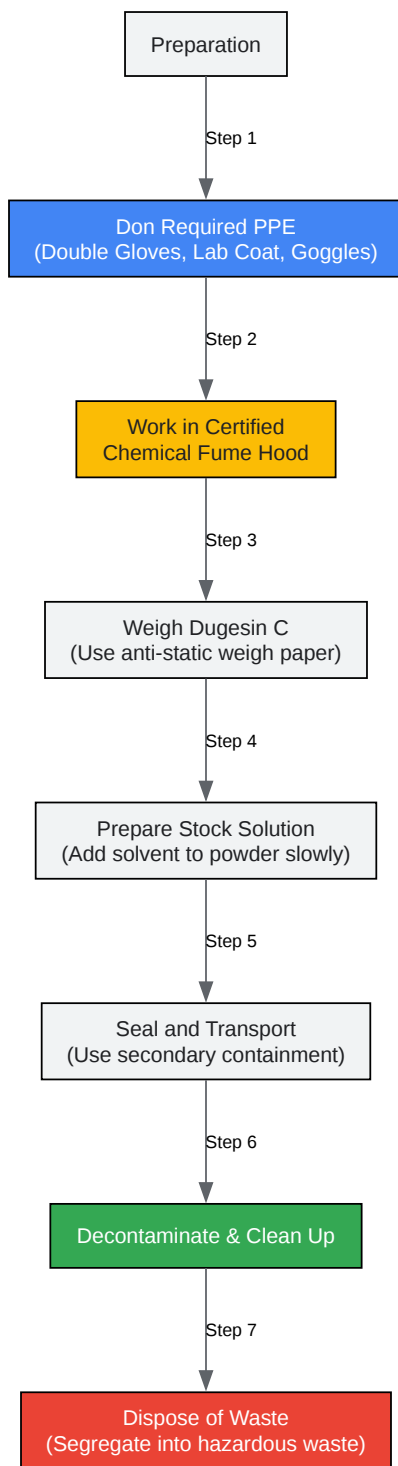 Preparation
Step 1
Don Required PPE
(Double Gloves, Lab Coat, Goggles)
Step 2
Work in Certified
Chemical Fume Hood
Step 3
Weigh Dugesin C
(Use anti-static weigh paper)
Step 4
Prepare Stock Solution
(Add solvent to powder slowly)
Step 5
Seal and Transport
(Use secondary containment)
Step 6
Decontaminate & Clean Up
Step 7
Dispose of Waste
(Segregate into hazardous waste)